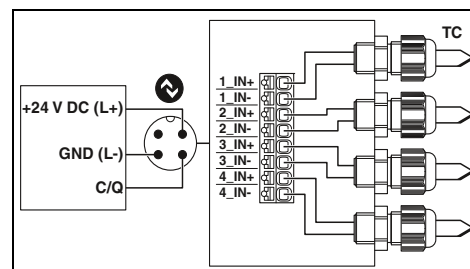 TC
1_IN+
1_IN-
2_IN+
2_IN-
3_IN+
3_IN-
4_IN+
4_IN-
+24 V DC (L+)
GND (L-)
C/Q